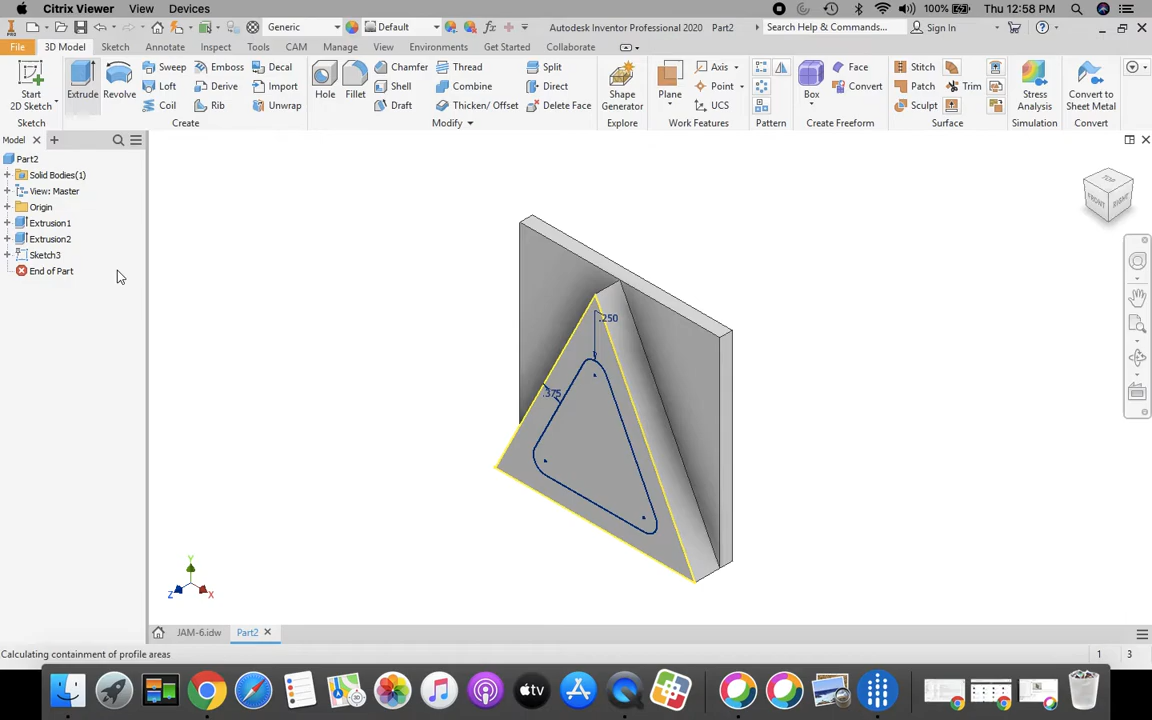 Citrix Viewer View Devices 100% Thu 12:58 PM
PRO Generic Default Autodesk Inventor Professional 2020 Part2 Search Help & Commands... Sign In
File 3D Model Sketch Annotate Inspect Tools CAM Manage View Environments Get Started Collaborate
Start 2D Sketch Extrude Revolve Sweep Emboss Decal Hole Fillet Chamfer Thread Split Shape Generator Plane Axis Box Face Stitch Stress Analysis Convert to Sheet Metal
Loft Derive Import Shell Combine Direct Point Convert Patch Trim
Coil Rib Unwrap Draft Thicken/ Offset Delete Face UCS Sculpt
Sketch Create Modify Explore Work Features Pattern Create Freeform Surface Simulation Convert
Model
Part2
Solid Bodies(1)
View: Master
Origin
Extrusion1
Extrusion2
Sketch3
End of Part
TOP
FRONT RIGHT
.250
.375
Y
Z X
JAM-6.idw Part2
Calculating containment of profile areas 1 3
tv